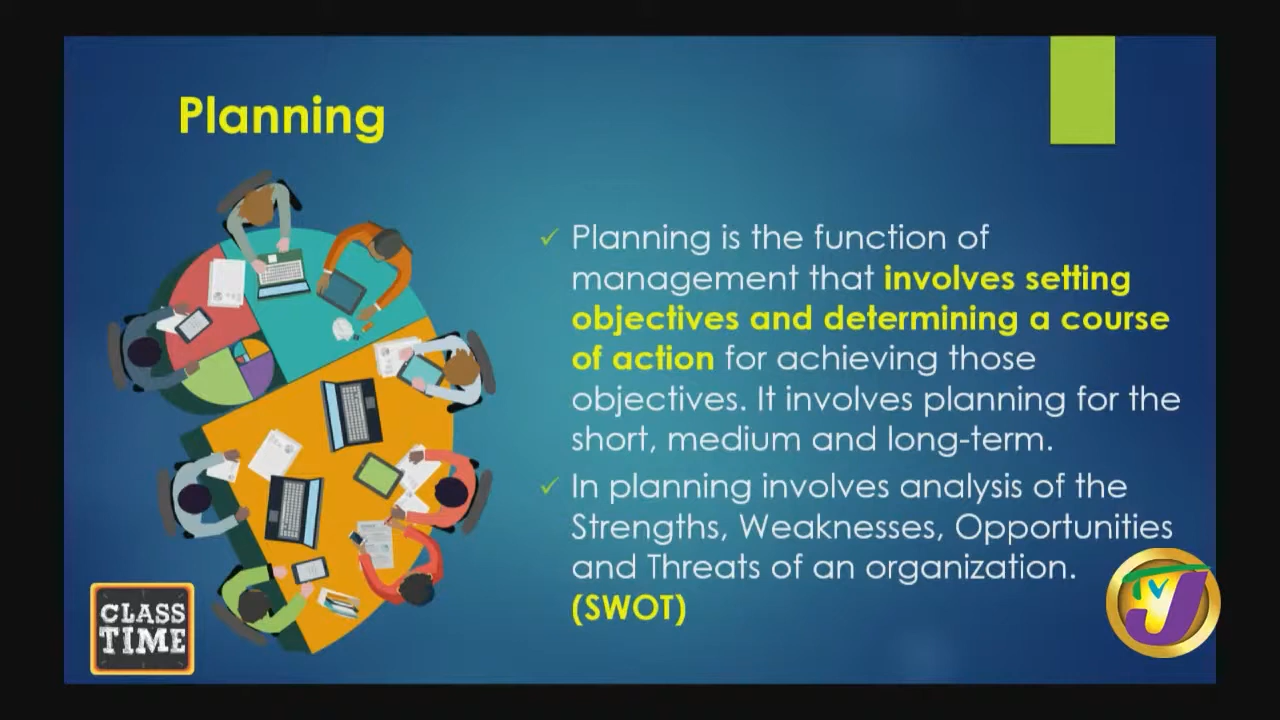 Planning
✓ Planning is the function of
management that involves setting
objectives and determining a course
of action for achieving those
objectives. It involves planning for the
short, medium and long-term.
✓ In planning involves analysis of the
Strengths, Weaknesses, Opportunities
and Threats of an organization.
(SWOT)
CLASS
TIME
TVJ